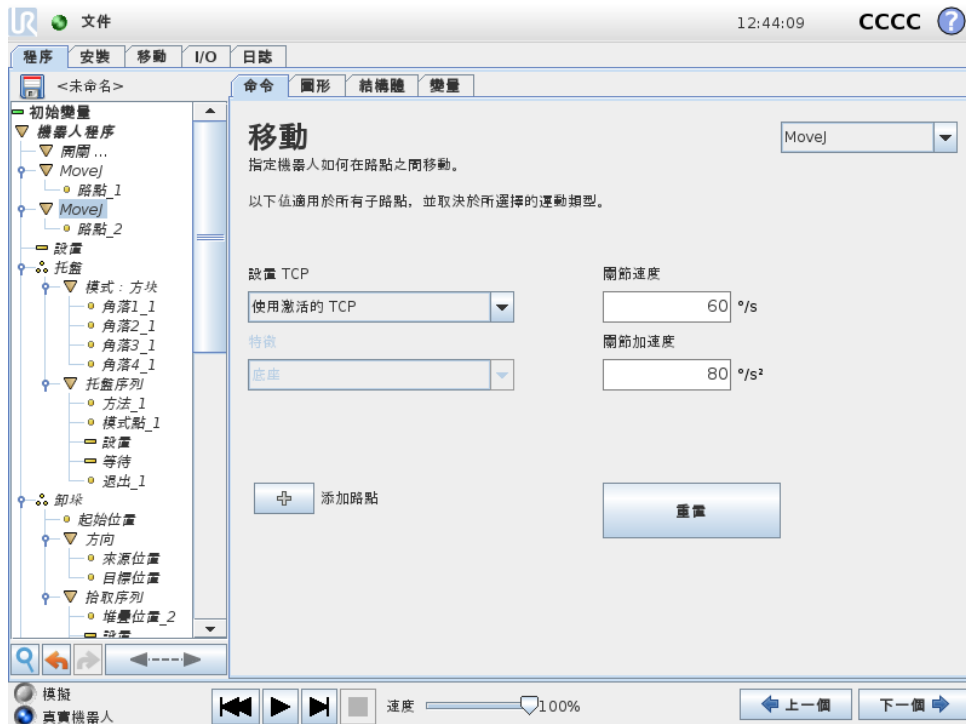 UR 文件 12:44:09 CCCC ?
程序 安裝 移動 I/O 日誌
<未命名>
命令 圖形 結構體 變量
初始變量
機器人程序
開關 ...
MoveJ
路點_1
MoveJ
路點_2
設置
托盤
模式：方块
角落1_1
角落2_1
角落3_1
角落4_1
托盤序列
方法_1
模式點_1
設置
等待
退出_1
卸垛
起始位置
方向
來源位置
目標位置
拾取序列
堆疊位置_2
設置
移動
MoveJ
指定機器人如何在路點之間移動。
以下值適用於所有子路點，並取決於所選擇的運動類型。
設置 TCP
使用激活的 TCP
特徵
底座
關節速度
60 °/s
關節加速度
80 °/s²
添加路點
重置
模擬
真實機器人
速度 100%
上一個
下一個